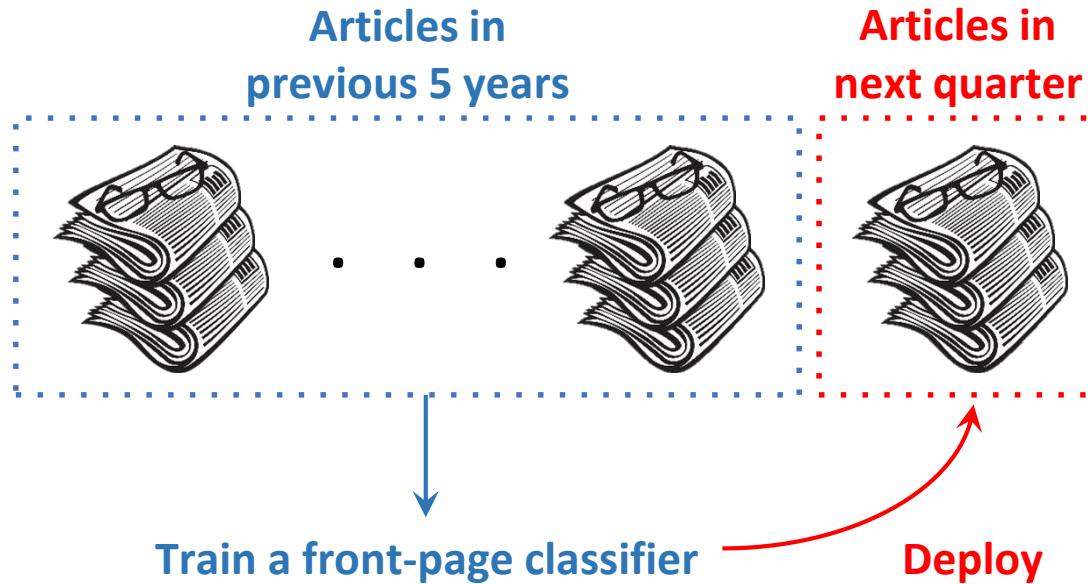 Articles in
previous 5 years
Articles in
next quarter
. . .
Train a front-page classifier
Deploy